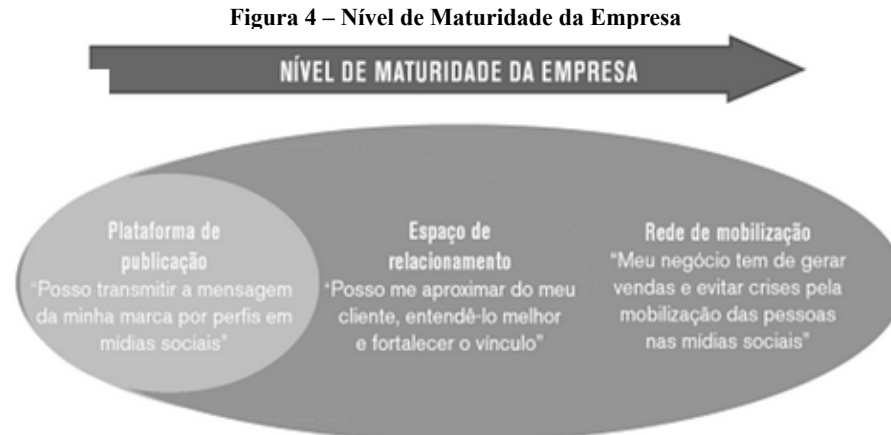 Figura 4 – Nível de Maturidade da Empresa
NÍVEL DE MATURIDADE DA EMPRESA
Plataforma de
publicação
"Posso transmitir a mensagem
da minha marca por perfis em
mídias sociais"
Espaço de
relacionamento
"Posso me aproximar do meu
cliente, entendê-lo melhor
e fortalecer o vínculo"
Rede de mobilização
"Meu negócio tem de gerar
vendas e evitar crises pela
mobilização das pessoas
nas mídias sociais"